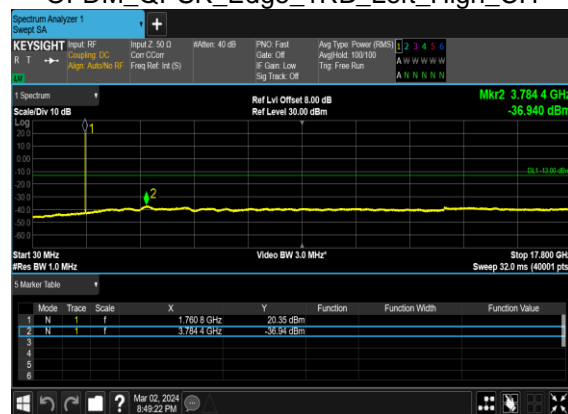 Spectrum Analyzer 1
Swept SA
KEYSIGHT
R T
Input: RF
Coupling: DC
Align: Auto/No RF
Input Z: 50 Ω
Corr CCorr
Freq Ref: Int (S)
#Atten: 40 dB
PNO: Fast
Gate: Off
IF Gain: Low
Sig Track: Off
Avg Type: Power (RMS)
Avg|Hold: 100/100
Trig: Free Run
1 2 3 4 5 6
A W W W W W
A N N N N N
1 Spectrum
Scale/Div 10 dB
Ref Lvl Offset 8.00 dB
Ref Level 30.00 dBm
Mkr2 3.784 4 GHz
-36.940 dBm
Log
20.0
10.0
0.00
-10.0
-20.0
-30.0
-40.0
-50.0
-60.0
1
2
DL1 -13.00 dBm
Start 30 MHz
#Res BW 1.0 MHz
Video BW 3.0 MHz*
Stop 17.800 GHz
Sweep 32.0 ms (40001 pts)
5 Marker Table
Mode Trace Scale X Y Function Function Width Function Value
1 N 1 f 1.760 8 GHz 20.35 dBm
2 N 1 f 3.784 4 GHz -36.94 dBm
3
4
5
6
Mar 02, 2024
8:49:22 PM